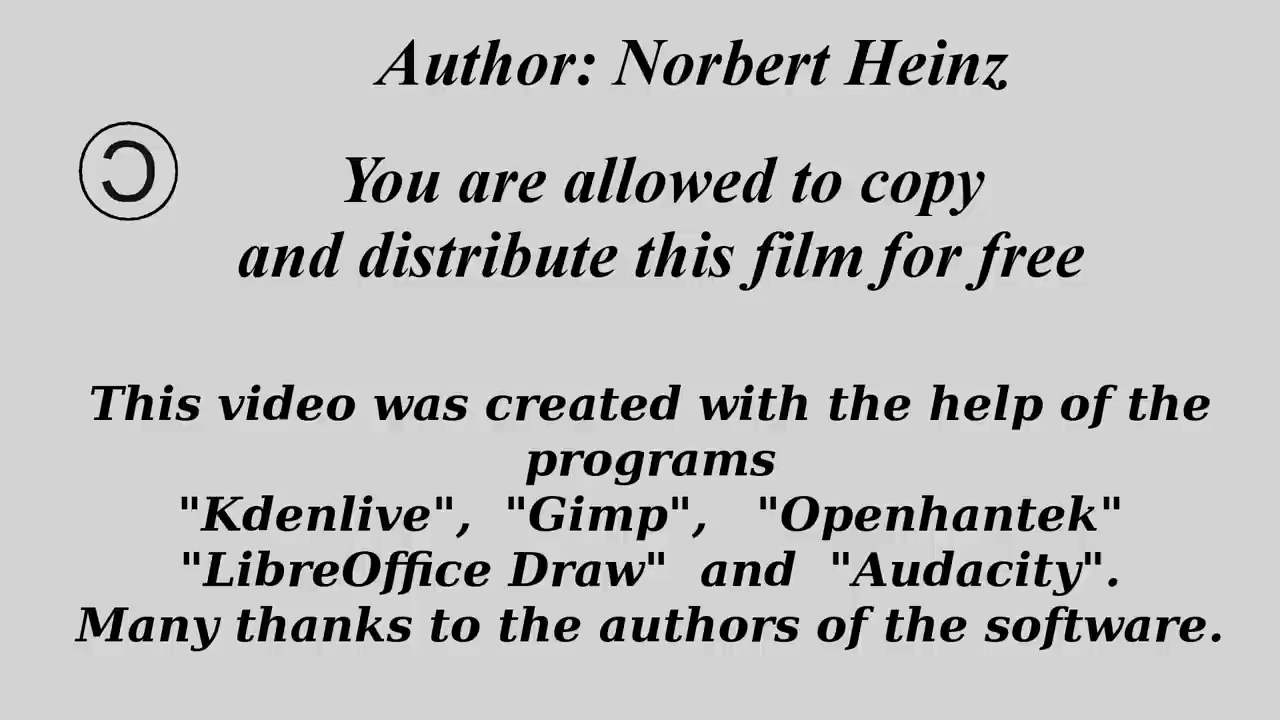 Author: Norbert Heinz
You are allowed to copy
and distribute this film for free
This video was created with the help of the
programs
"Kdenlive", "Gimp", "Openhantek"
"LibreOffice Draw" and "Audacity".
Many thanks to the authors of the software.